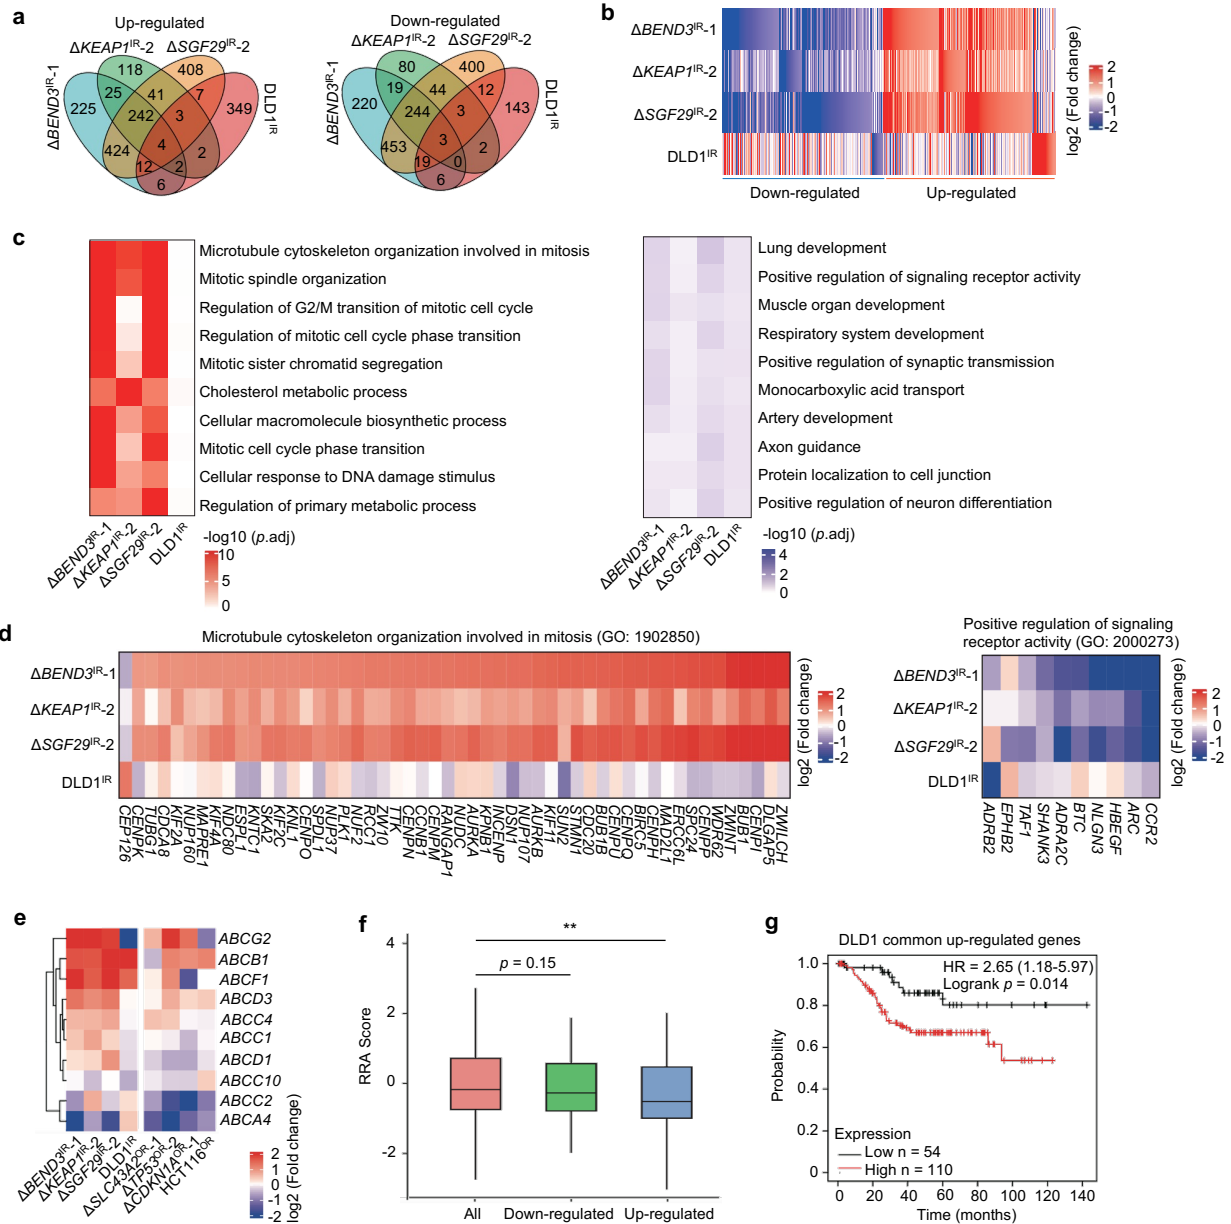 a
Up-regulated
ΔKEAP1ᴵᴿ-2
ΔSGF29ᴵᴿ-2
ΔBEND3ᴵᴿ-1
DLD1ᴵᴿ
118
408
225
25
41
7
349
242
3
424
4
2
12
2
6
Down-regulated
ΔKEAP1ᴵᴿ-2
ΔSGF29ᴵᴿ-2
ΔBEND3ᴵᴿ-1
DLD1ᴵᴿ
80
400
220
19
44
12
143
244
3
453
3
2
19
0
6
b
ΔBEND3ᴵᴿ-1
ΔKEAP1ᴵᴿ-2
ΔSGF29ᴵᴿ-2
DLD1ᴵᴿ
Down-regulated
Up-regulated
log2 (Fold change)
2
1
0
-1
-2
c
Microtubule cytoskeleton organization involved in mitosis
Mitotic spindle organization
Regulation of G2/M transition of mitotic cell cycle
Regulation of mitotic cell cycle phase transition
Mitotic sister chromatid segregation
Cholesterol metabolic process
Cellular macromolecule biosynthetic process
Mitotic cell cycle phase transition
Cellular response to DNA damage stimulus
Regulation of primary metabolic process
ΔBEND3ᴵᴿ-1
ΔKEAP1ᴵᴿ-2
ΔSGF29ᴵᴿ-2
DLD1ᴵᴿ
-log10 (p.adj)
10
5
0
Lung development
Positive regulation of signaling receptor activity
Muscle organ development
Respiratory system development
Positive regulation of synaptic transmission
Monocarboxylic acid transport
Artery development
Axon guidance
Protein localization to cell junction
Positive regulation of neuron differentiation
ΔBEND3ᴵᴿ-1
ΔKEAP1ᴵᴿ-2
ΔSGF29ᴵᴿ-2
DLD1ᴵᴿ
-log10 (p.adj)
4
2
0
d
Microtubule cytoskeleton organization involved in mitosis (GO: 1902850)
ΔBEND3ᴵᴿ-1
ΔKEAP1ᴵᴿ-2
ΔSGF29ᴵᴿ-2
DLD1ᴵᴿ
CEP126
CENPK
TUBG1
CDCA8
KIF2A
NUP160
MAPRE1
KIF4A
NDC80
ESPL1
KNTC1
SKA2
KIF2C
KNL1
CENPO
SPDL1
NUP37
PLK1
NUF2
RCC1
ZW10
TTK
CENPN
CCNB1
CENPM
RANGAP1
NUDC
AURKA
KPNB1
INCENP
DSN1
NUP107
AURKB
KIF11
SUN2
STMN1
CDC20
BUB1B
CENPU
CENPQ
BIRC5
CENPH
MAD2L1
ERCC6L
SPC24
CENPF
WDR62
ZWINT
BUB1
CENPI
DLGAP5
ZWILCH
log2 (Fold change)
2
1
0
-1
-2
Positive regulation of signaling
receptor activity (GO: 2000273)
ΔBEND3ᴵᴿ-1
ΔKEAP1ᴵᴿ-2
ΔSGF29ᴵᴿ-2
DLD1ᴵᴿ
ADRB2
EPHB2
TAF1
SHANK3
ADRA2C
BTC
NLGN3
HBEGF
ARC
CCR2
log2 (Fold change)
2
1
0
-1
-2
e
ABCG2
ABCB1
ABCF1
ABCD3
ABCC4
ABCC1
ABCD1
ABCC10
ABCC2
ABCA4
ΔBEND3ᴵᴿ-1
ΔKEAP1ᴵᴿ-2
ΔSGF29ᴵᴿ-2
DLD1ᴵᴿ
ΔSLC43A2ᴼᴿ-1
ΔTP53ᴼᴿ-2
ΔCDKN1Aᴼᴿ-1
HCT116ᴼᴿ
log2 (Fold change)
2
1
0
-1
-2
f
RRA Score
4
2
0
-2
**
p = 0.15
All
Down-regulated
Up-regulated
g
DLD1 common up-regulated genes
HR = 2.65 (1.18-5.97)
Logrank p = 0.014
Probability
1.0
0.8
0.6
0.4
0.2
0
Expression
Low n = 54
High n = 110
0
20
40
60
80
100
120
140
Time (months)